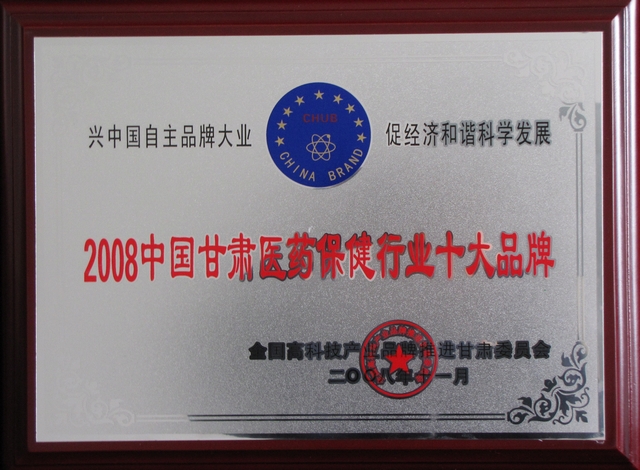 兴中国自主品牌大业
CHUB
CHINA BRAND
促经济和谐科学发展
2008中国甘肃医药保健行业十大品牌
全国高科技产业品牌推进甘肃委员会
二〇〇八年十一月